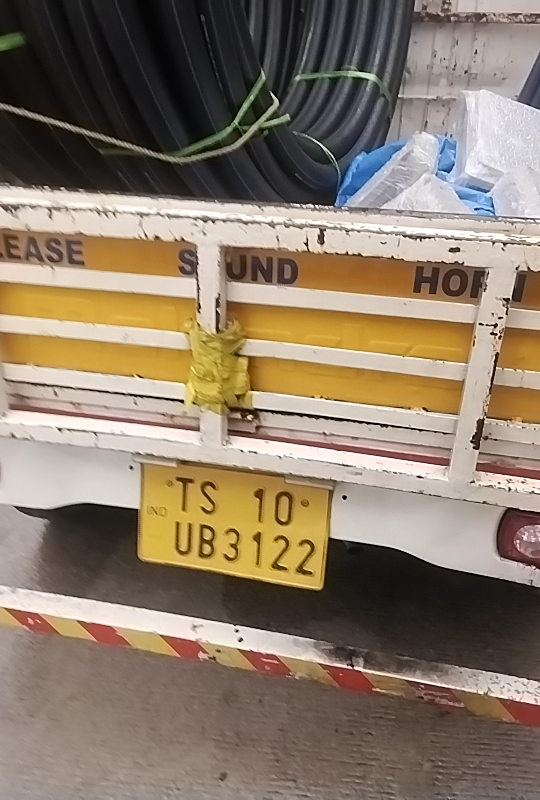 LEASE SOUND HORN
TS 10
IND
UB3122